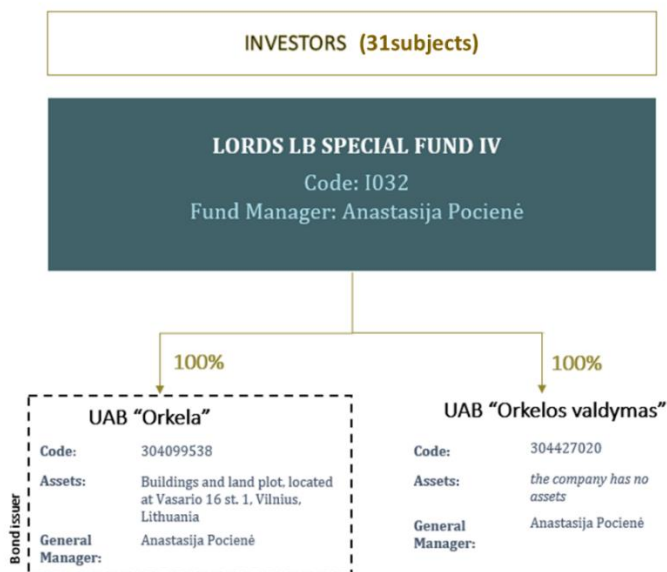 INVESTORS (31subjects)
LORDS LB SPECIAL FUND IV
Code: I032
Fund Manager: Anastasija Pocienė
100%
100%
UAB "Orkela"
Code: 304099538
Assets: Buildings and land plot, located
at Vasario 16 st. 1, Vilnius,
Lithuania
General Anastasija Pocienė
Manager:
Bond issuer
UAB "Orkelos valdymas"
Code: 304427020
Assets: the company has no
assets
General Anastasija Pocienė
Manager: